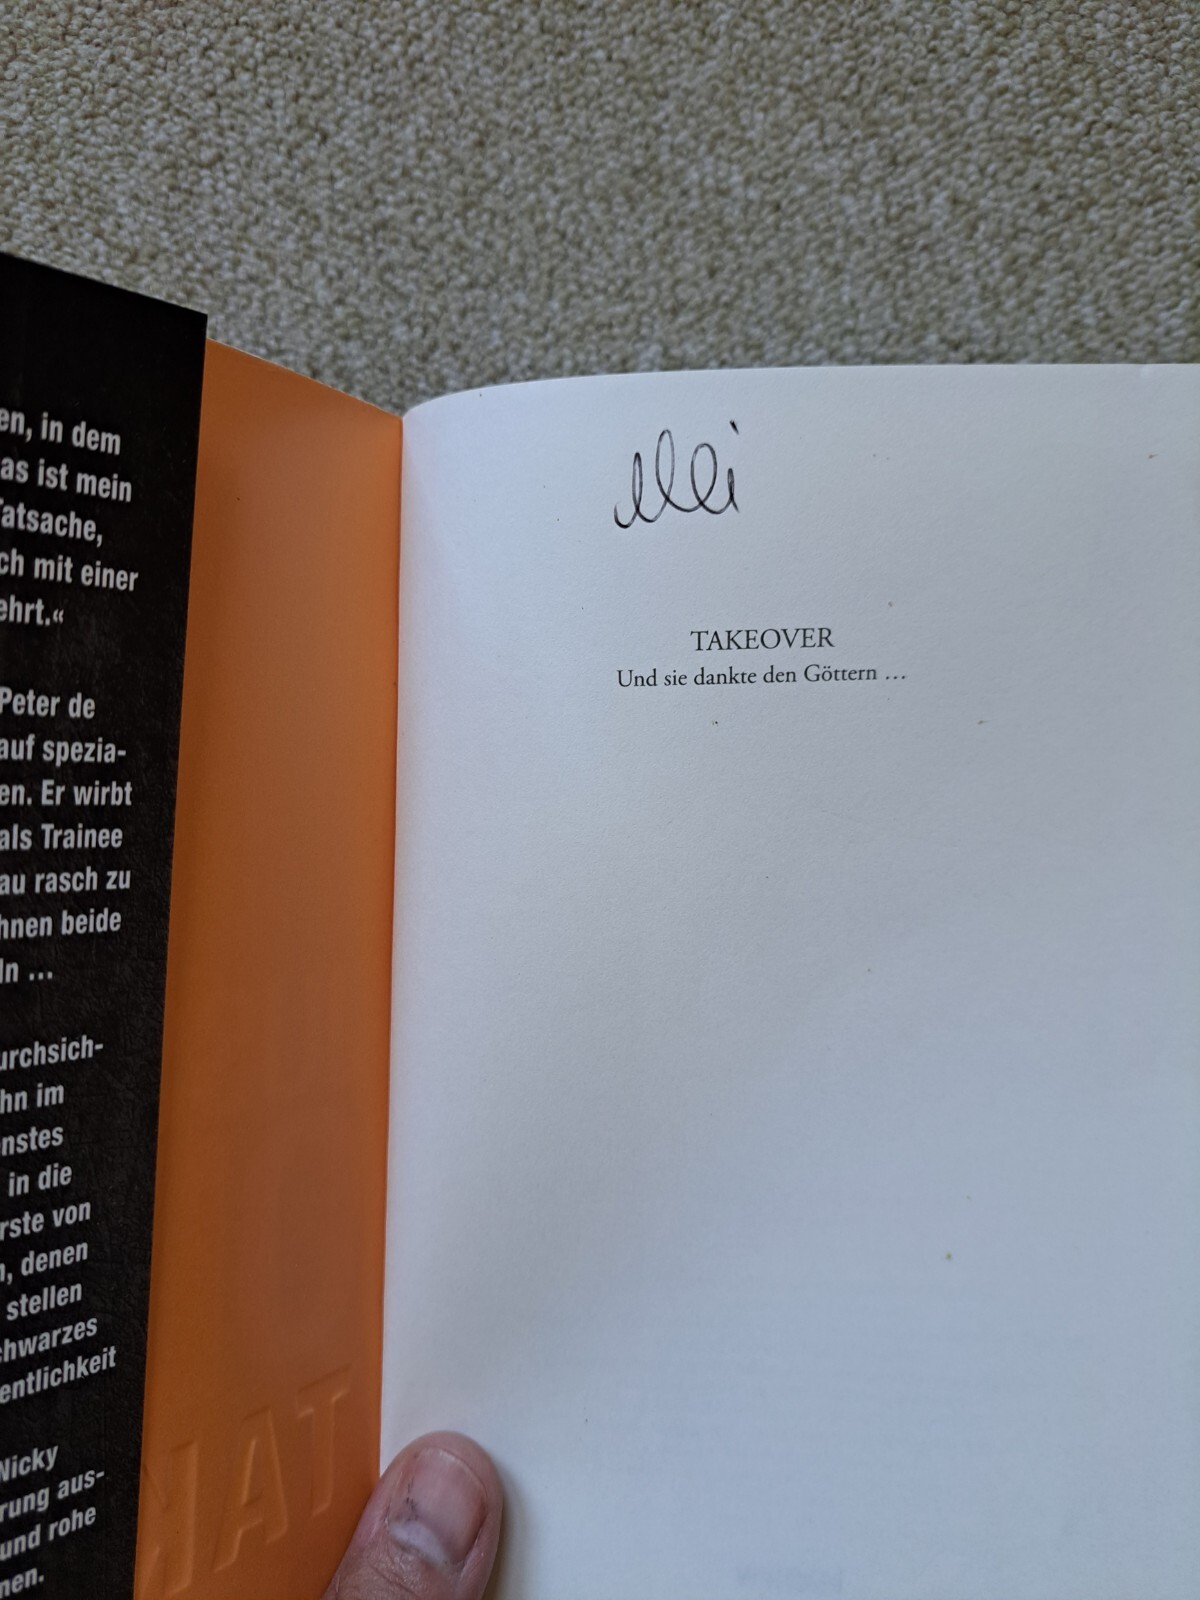 en, in dem
as ist mein
Tatsache,
ch mit einer
ehrt.«
Peter de
auf spezia-
en. Er wirbt
als Trainee
au rasch zu
hnen beide
ln ...
urchsich-
hn im
nstes
in die
rste von
n, denen
stellen
chwarzes
entlichkeit
Nicky
rung aus-
und rohe
nen.
AT
TAKEOVER
Und sie dankte den Göttern ...